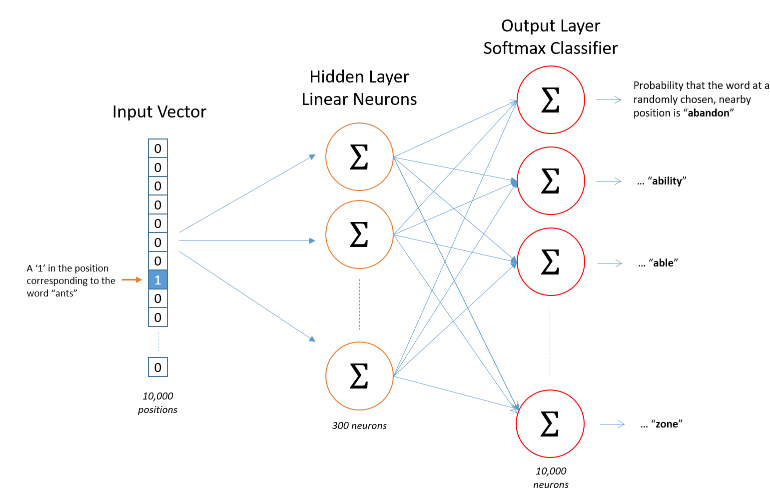 Output Layer
Softmax Classifier
Hidden Layer
Linear Neurons
Input Vector
0
0
0
0
0
0
1
0
0
0
A ‘1’ in the position
corresponding to the
word “ants”
10,000
positions
Σ
Σ
Σ
300 neurons
Σ
Σ
Σ
Σ
10,000
neurons
Probability that the word at a
randomly chosen, nearby
position is “abandon”
... “ability”
... “able”
... “zone”